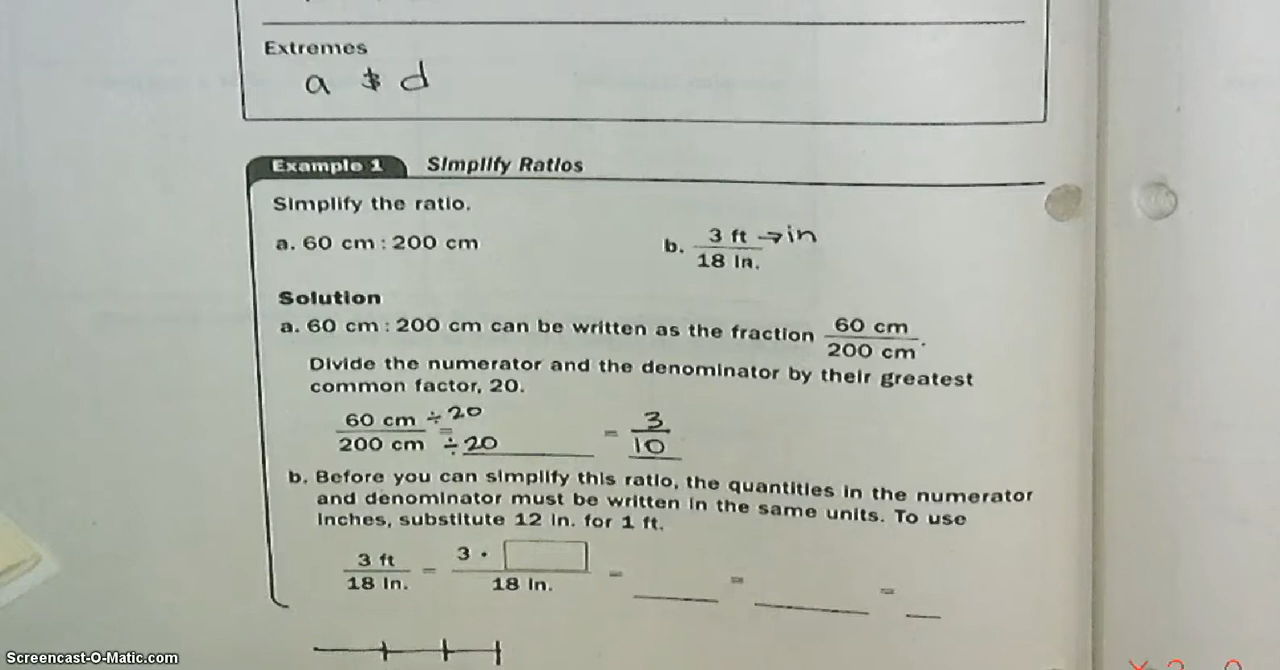 Extremes
a & d
Example 1 Simplify Ratios
Simplify the ratio.
a. 60 cm : 200 cm
b. 3 ft → in
18 in.
Solution
a. 60 cm : 200 cm can be written as the fraction 60 cm
200 cm.
Divide the numerator and the denominator by their greatest
common factor, 20.
60 cm ÷ 20
200 cm ÷ 20
= = 3
10
b. Before you can simplify this ratio, the quantities in the numerator
and denominator must be written in the same units. To use
inches, substitute 12 in. for 1 ft.
3 ft = 3 · = = =
18 in. 18 in.
Screencast-O-Matic.com